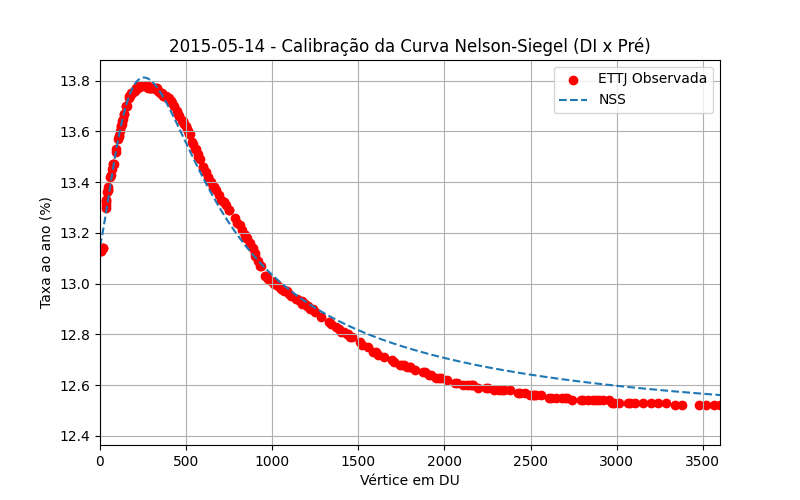 2015-05-14 - Calibração da Curva Nelson-Siegel (DI x Pré)
ETTJ Observada
NSS
Taxa ao ano (%)
13.8
13.6
13.4
13.2
13.0
12.8
12.6
12.4
0 500 1000 1500 2000 2500 3000 3500
Vértice em DU